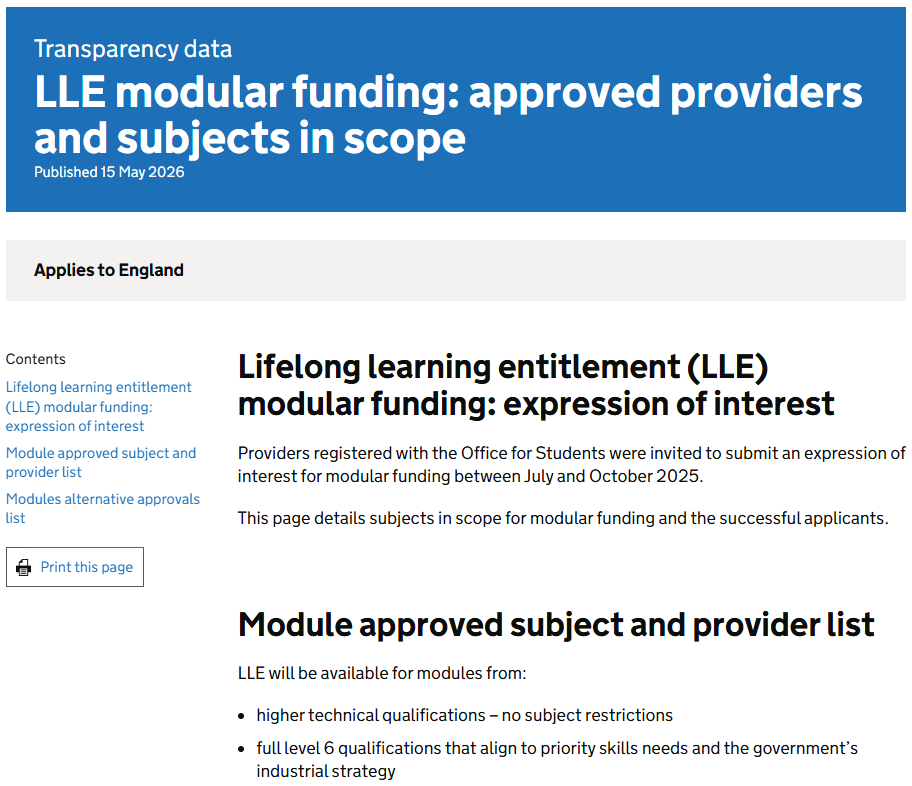 Transparency data
LLE modular funding: approved providers
and subjects in scope
Published 15 May 2026
Applies to England
Contents
Lifelong learning entitlement
(LLE) modular funding:
expression of interest
Module approved subject and
provider list
Modules alternative approvals
list
Print this page
Lifelong learning entitlement (LLE)
modular funding: expression of interest
Providers registered with the Office for Students were invited to submit an expression of
interest for modular funding between July and October 2025.
This page details subjects in scope for modular funding and the successful applicants.
Module approved subject and provider list
LLE will be available for modules from:
• higher technical qualifications – no subject restrictions
• full level 6 qualifications that align to priority skills needs and the government’s
industrial strategy